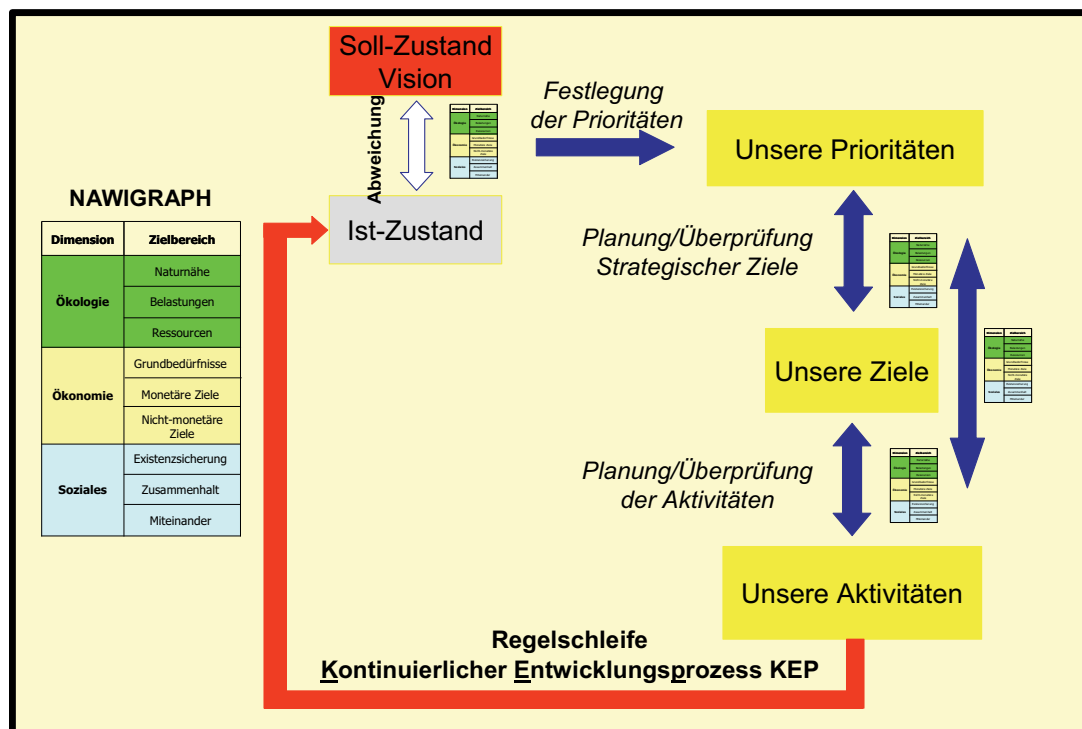 Soll-Zustand
Vision
Abweichung
Ist-Zustand
Festlegung
der Prioritäten
Unsere Prioritäten
Planung/Überprüfung
Strategischer Ziele
Unsere Ziele
Planung/Überprüfung
der Aktivitäten
Unsere Aktivitäten
Regelschleife
Kontinuierlicher Entwicklungsprozess KEP
NAWIGRAPH
Dimension Zielbereich
Ökologie
Naturnähe
Belastungen
Ressourcen
Ökonomie
Grundbedürfnisse
Monetäre Ziele
Nicht-monetäre
Ziele
Soziales
Existenzsicherung
Zusammenhalt
Miteinander